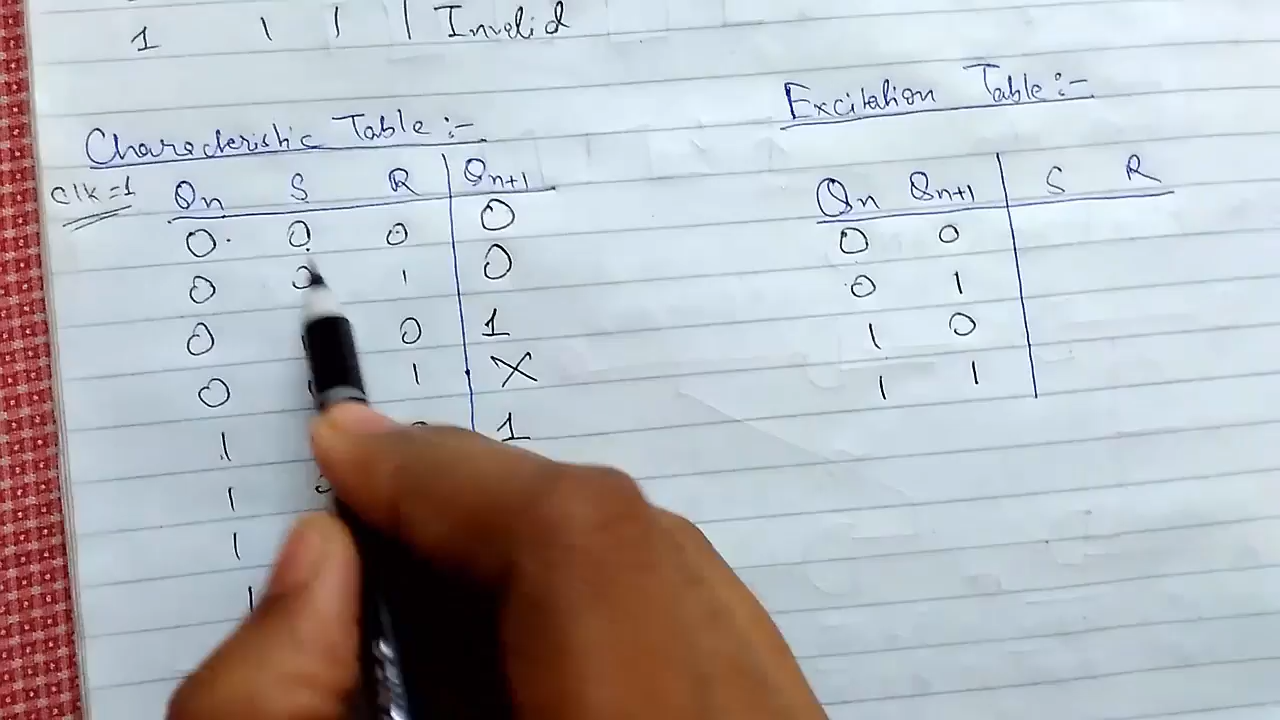 1 1 1 | Invalid
Characteristic Table :-
Excitation Table :-
Clk = 1
Qn S R Qn+1
0 0 0 0
0 0 1 0
0 0 1
0 1 X
1 1
1
1
1
Qn Qn+1 S R
0 0
0 1
1 0
1 1